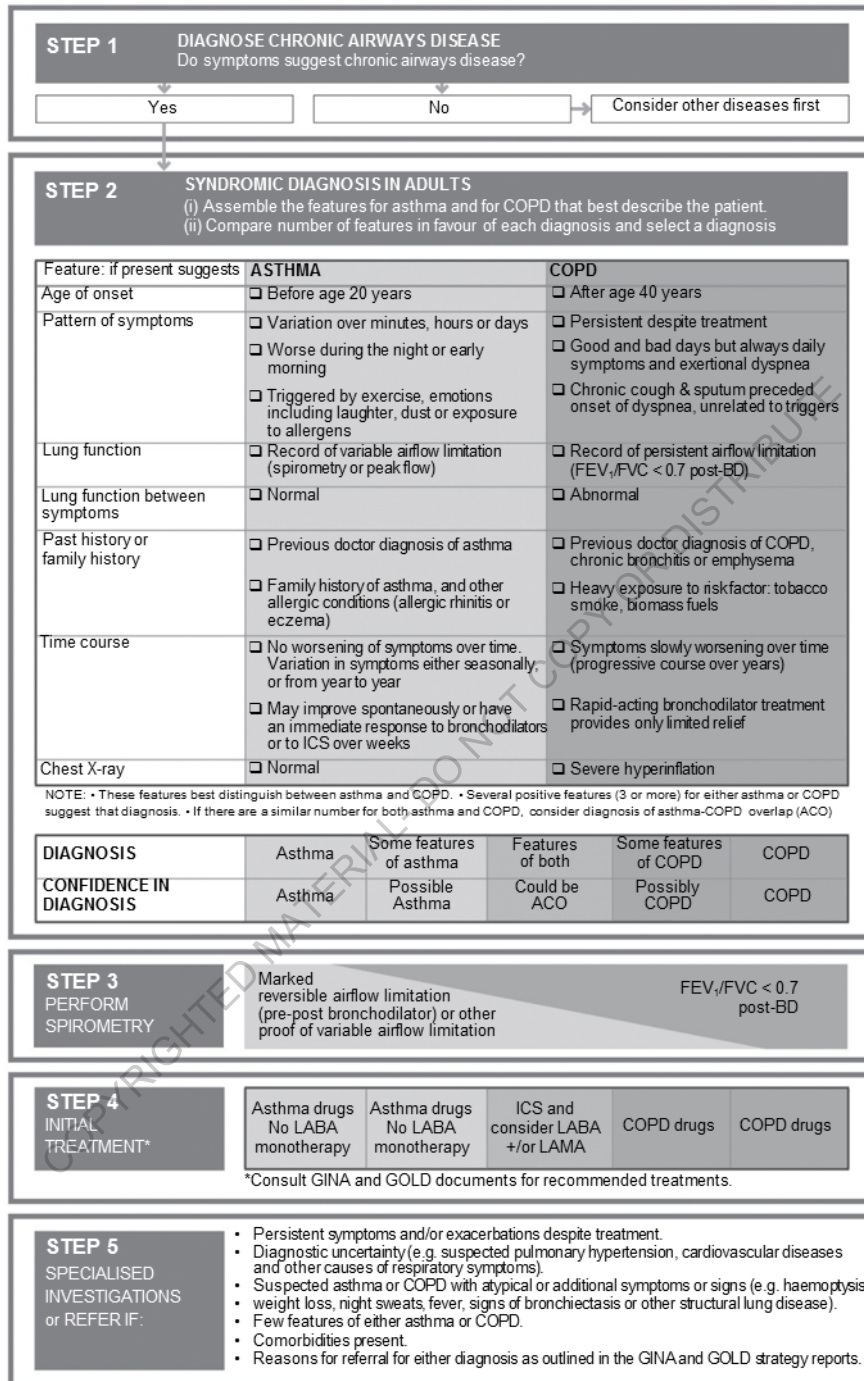 STEP 1
DIAGNOSE CHRONIC AIRWAYS DISEASE
Do symptoms suggest chronic airways disease?
Yes
No
Consider other diseases first
STEP 2
SYNDROMIC DIAGNOSIS IN ADULTS
(i) Assemble the features for asthma and for COPD that best describe the patient.
(ii) Compare number of features in favour of each diagnosis and select a diagnosis
Feature: if present suggests
ASTHMA
COPD
Age of onset
❑ Before age 20 years
❑ After age 40 years
Pattern of symptoms
❑ Variation over minutes, hours or days
❑ Worse during the night or early
morning
❑ Triggered by exercise, emotions
including laughter, dust or exposure
to allergens
❑ Persistent despite treatment
❑ Good and bad days but always daily
symptoms and exertional dyspnea
❑ Chronic cough & sputum preceded
onset of dyspnea, unrelated to triggers
Lung function
❑ Record of variable airflow limitation
(spirometry or peak flow)
❑ Record of persistent airflow limitation
(FEV₁/FVC < 0.7 post-BD)
Lung function between
symptoms
❑ Normal
❑ Abnormal
Past history or
family history
❑ Previous doctor diagnosis of asthma
❑ Family history of asthma, and other
allergic conditions (allergic rhinitis or
eczema)
❑ Previous doctor diagnosis of COPD,
chronic bronchitis or emphysema
❑ Heavy exposure to risk factor: tobacco
smoke, biomass fuels
Time course
❑ No worsening of symptoms over time.
Variation in symptoms either seasonally,
or from year to year
❑ May improve spontaneously or have
an immediate response to bronchodilators
or to ICS over weeks
❑ Symptoms slowly worsening over time
(progressive course over years)
❑ Rapid-acting bronchodilator treatment
provides only limited relief
Chest X-ray
❑ Normal
❑ Severe hyperinflation
NOTE: • These features best distinguish between asthma and COPD. • Several positive features (3 or more) for either asthma or COPD
suggest that diagnosis. • If there are a similar number for both asthma and COPD, consider diagnosis of asthma-COPD overlap (ACO)
DIAGNOSIS
Asthma
Some features
of asthma
Features
of both
Some features
of COPD
COPD
CONFIDENCE IN
DIAGNOSIS
Asthma
Possible
Asthma
Could be
ACO
Possibly
COPD
COPD
STEP 3
PERFORM
SPIROMETRY
Marked
reversible airflow limitation
(pre-post bronchodilator) or other
proof of variable airflow limitation
FEV₁/FVC < 0.7
post-BD
STEP 4
INITIAL
TREATMENT*
Asthma drugs
No LABA
monotherapy
Asthma drugs
No LABA
monotherapy
ICS and
consider LABA
+/or LAMA
COPD drugs
COPD drugs
*Consult GINA and GOLD documents for recommended treatments.
STEP 5
SPECIALISED
INVESTIGATIONS
or REFER IF:
• Persistent symptoms and/or exacerbations despite treatment.
• Diagnostic uncertainty (e.g. suspected pulmonary hypertension, cardiovascular diseases
and other causes of respiratory symptoms).
• Suspected asthma or COPD with atypical or additional symptoms or signs (e.g. haemoptysis
• weight loss, night sweats, fever, signs of bronchiectasis or other structural lung disease).
• Few features of either asthma or COPD.
• Comorbidities present.
• Reasons for referral for either diagnosis as outlined in the GINA and GOLD strategy reports.
COPYRIGHTED MATERIAL- DO NOT COPY OR DISTRIBUTE